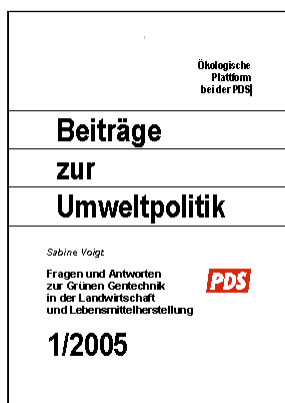 Ökologische
Plattform
bei der PDS
Beiträge
zur
Umweltpolitik
Sabine Voigt
Fragen und Antworten
zur Grünen Gentechnik
in der Landwirtschaft
und Lebensmittelherstellung
PDS
1/2005